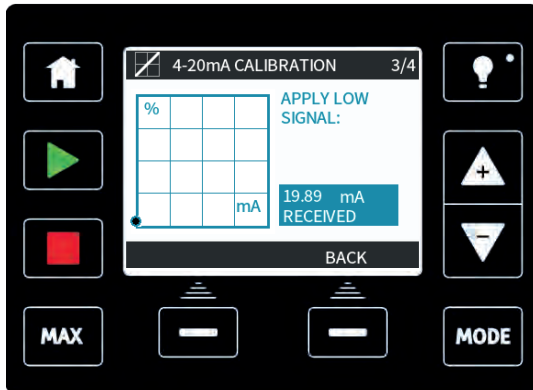 4-20mA CALIBRATION 3/4
%
mA
APPLY LOW
SIGNAL:
19.89 mA
RECEIVED
BACK
+
-
MAX
MODE